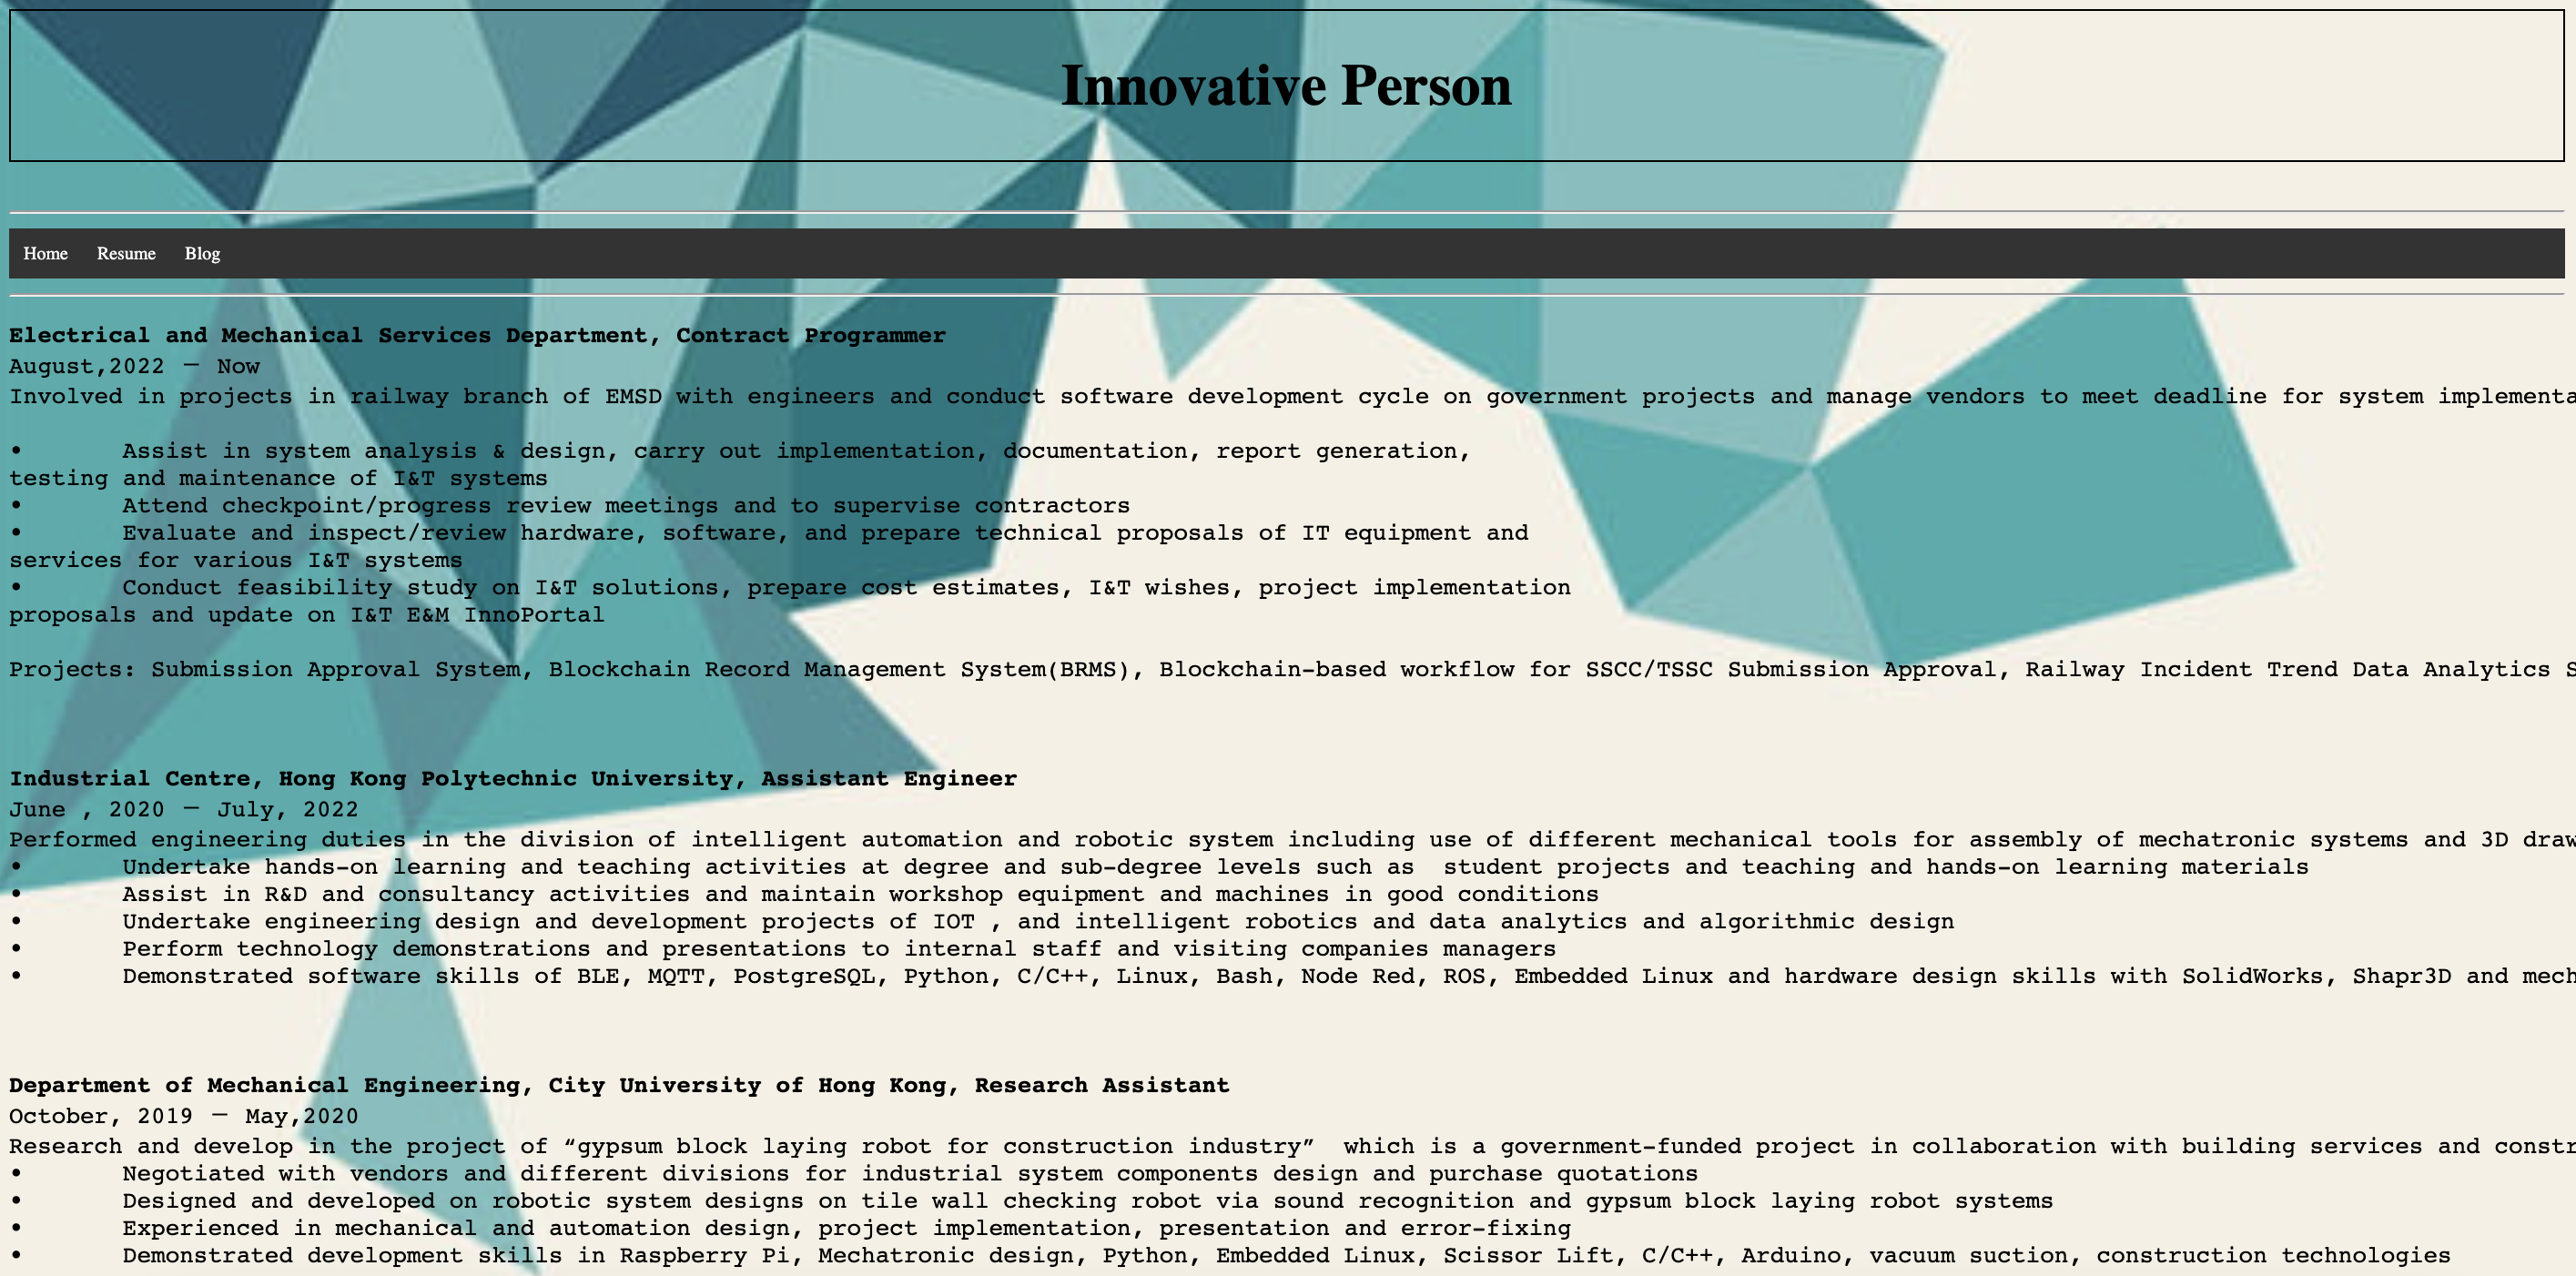 Innovative Person
Home Resume Blog
Electrical and Mechanical Services Department, Contract Programmer
August,2022 – Now
Involved in projects in railway branch of EMSD with engineers and conduct software development cycle on government projects and manage vendors to meet deadline for system implementa
• Assist in system analysis & design, carry out implementation, documentation, report generation,
testing and maintenance of I&T systems
• Attend checkpoint/progress review meetings and to supervise contractors
• Evaluate and inspect/review hardware, software, and prepare technical proposals of IT equipment and
services for various I&T systems
• Conduct feasibility study on I&T solutions, prepare cost estimates, I&T wishes, project implementation
proposals and update on I&T E&M InnoPortal
Projects: Submission Approval System, Blockchain Record Management System(BRMS), Blockchain-based workflow for SSCC/TSSC Submission Approval, Railway Incident Trend Data Analytics S
Industrial Centre, Hong Kong Polytechnic University, Assistant Engineer
June , 2020 – July, 2022
Performed engineering duties in the division of intelligent automation and robotic system including use of different mechanical tools for assembly of mechatronic systems and 3D draw
• Undertake hands-on learning and teaching activities at degree and sub-degree levels such as  student projects and teaching and hands-on learning materials
• Assist in R&D and consultancy activities and maintain workshop equipment and machines in good conditions
• Undertake engineering design and development projects of IOT , and intelligent robotics and data analytics and algorithmic design
• Perform technology demonstrations and presentations to internal staff and visiting companies managers
• Demonstrated software skills of BLE, MQTT, PostgreSQL, Python, C/C++, Linux, Bash, Node Red, ROS, Embedded Linux and hardware design skills with SolidWorks, Shapr3D and mech
Department of Mechanical Engineering, City University of Hong Kong, Research Assistant
October, 2019 – May,2020
Research and develop in the project of “gypsum block laying robot for construction industry”  which is a government-funded project in collaboration with building services and constr
• Negotiated with vendors and different divisions for industrial system components design and purchase quotations
• Designed and developed on robotic system designs on tile wall checking robot via sound recognition and gypsum block laying robot systems
• Experienced in mechanical and automation design, project implementation, presentation and error-fixing
• Demonstrated development skills in Raspberry Pi, Mechatronic design, Python, Embedded Linux, Scissor Lift, C/C++, Arduino, vacuum suction, construction technologies